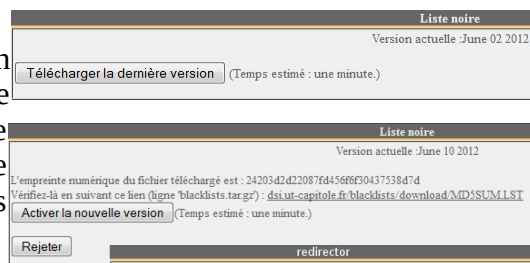 Liste noire
Version actuelle :June 02 2012
Télécharger la dernière version (Temps estimé : une minute.)
Liste noire
Version actuelle :June 10 2012
L'empreinte numérique du fichier téléchargé est : 24203d2d22087fd456f6f30437538d7d
Vérifiez-là en suivant ce lien (ligne 'blacklists.tar.gz') : dsi.ut-capitole.fr/blacklists/download/MD5SUM.LST
Activer la nouvelle version (Temps estimé : une minute.)
Rejeter
redirector